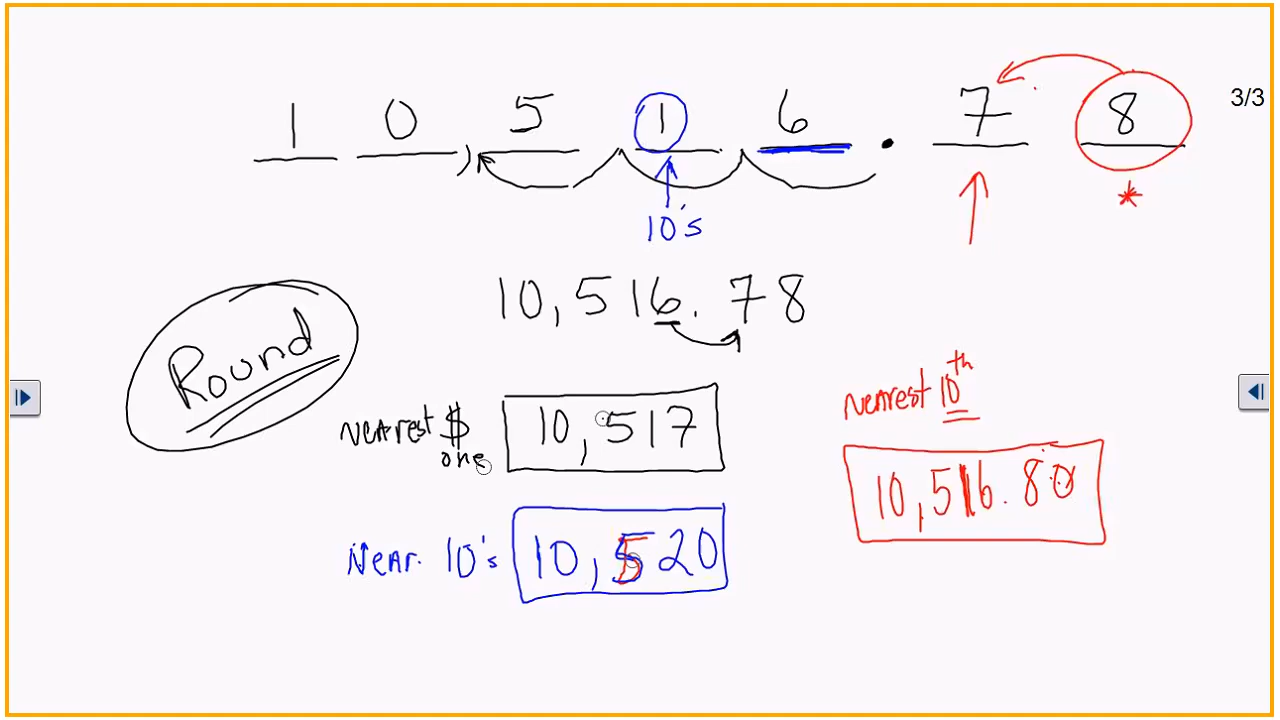 3/3
1 0, 5 1 6 . 7 8
10's
*
10,516.78
Round
Nearest 10th
Nearest $ 10,517
one
10,516.80
Near. 10's 10,520